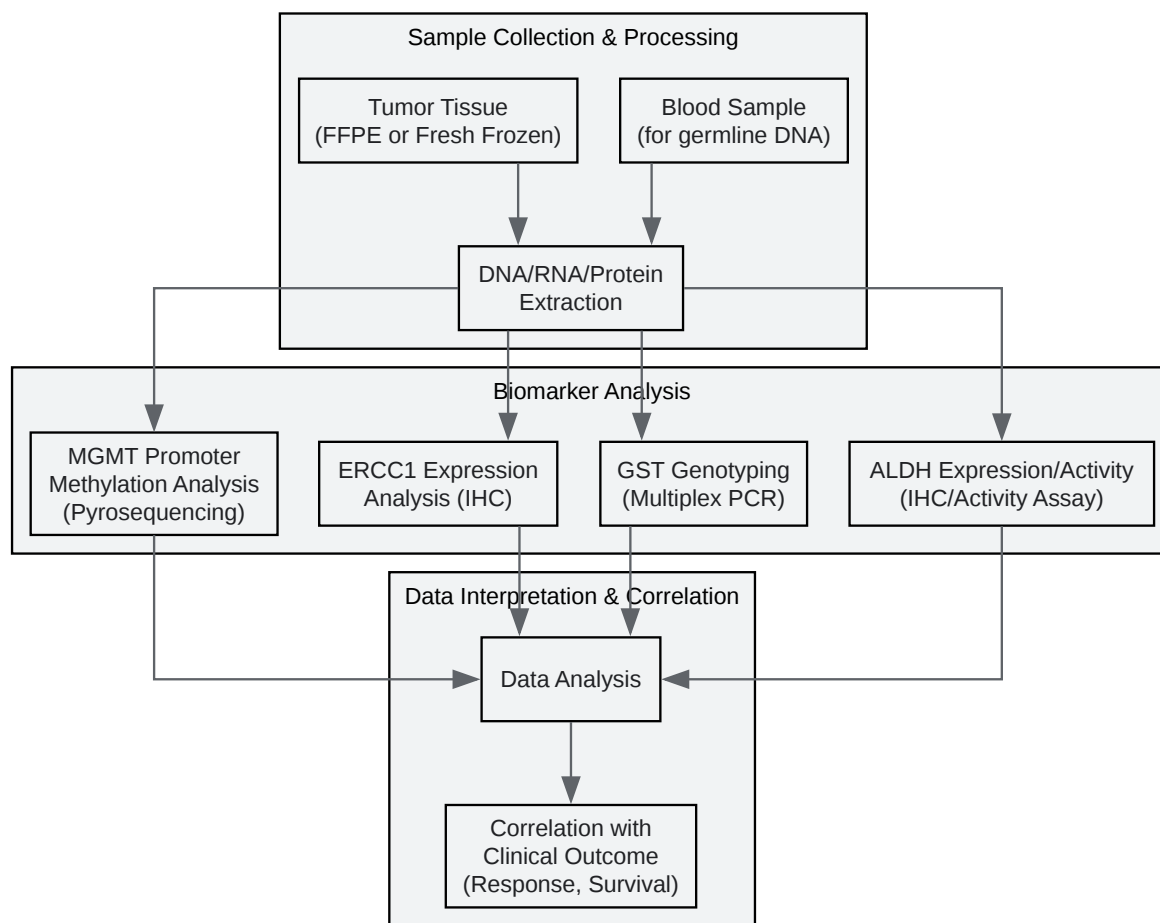 Sample Collection & Processing
Tumor Tissue
(FFPE or Fresh Frozen)
Blood Sample
(for germline DNA)
DNA/RNA/Protein
Extraction
Biomarker Analysis
MGMT Promoter
Methylation Analysis
(Pyrosequencing)
ERCC1 Expression
Analysis (IHC)
GST Genotyping
(Multiplex PCR)
ALDH Expression/Activity
(IHC/Activity Assay)
Data Interpretation & Correlation
Data Analysis
Correlation with
Clinical Outcome
(Response, Survival)